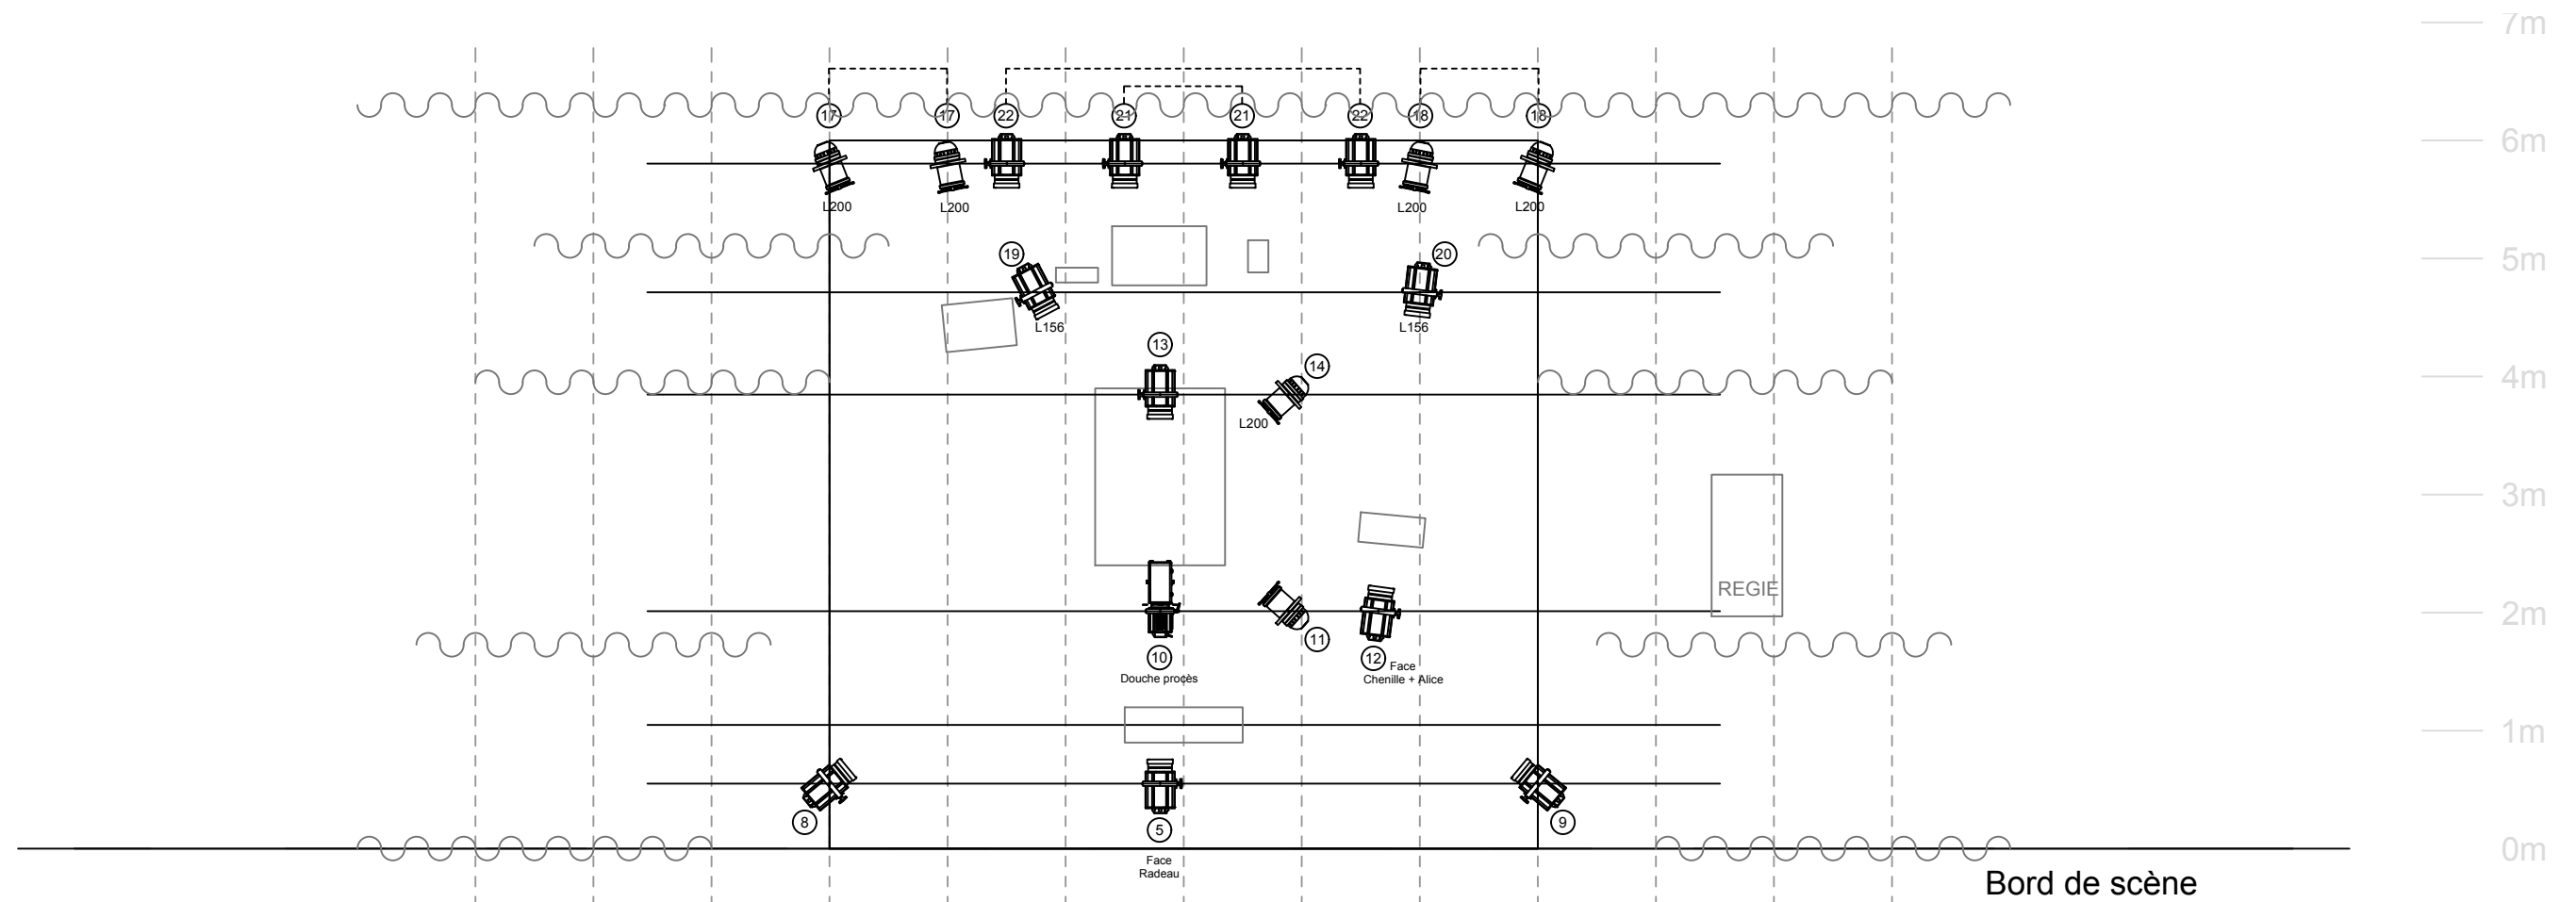 7m
17
17
22
21
21
22
18
18
6m
L200
L200
L200
L200
19
20
5m
L156
L156
13
14
4m
L200
3m
REGIE
2m
11
10
12
Face
Douche procès
Chenille + Alice
1m
8
5
9
0m
Face
Radeau
Bord de scène